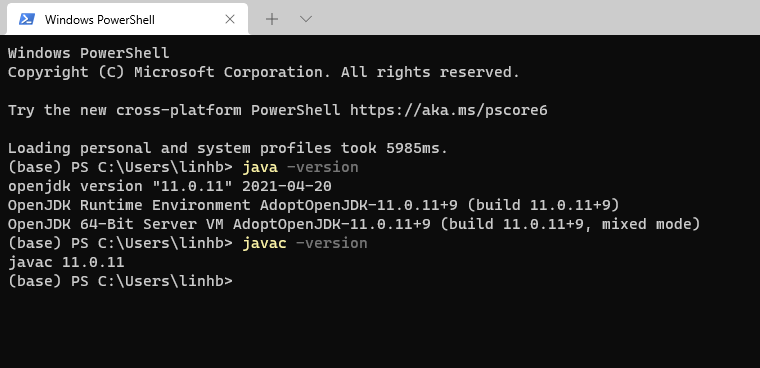 Windows PowerShell
Windows PowerShell
Copyright (C) Microsoft Corporation. All rights reserved.
Try the new cross-platform PowerShell https://aka.ms/pscore6
Loading personal and system profiles took 5985ms.
(base) PS C:\Users\linhb> java -version
openjdk version "11.0.11" 2021-04-20
OpenJDK Runtime Environment AdoptOpenJDK-11.0.11+9 (build 11.0.11+9)
OpenJDK 64-Bit Server VM AdoptOpenJDK-11.0.11+9 (build 11.0.11+9, mixed mode)
(base) PS C:\Users\linhb> javac -version
javac 11.0.11
(base) PS C:\Users\linhb>